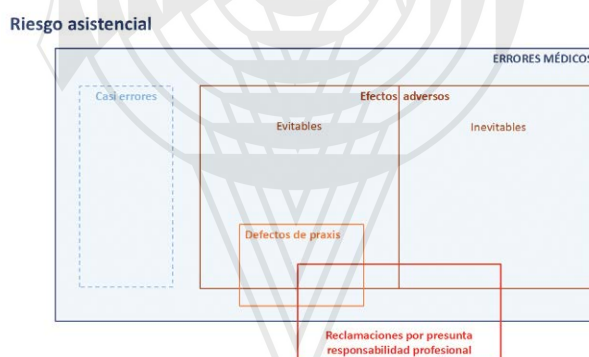 Riesgo asistencial
ERRORES MÉDICOS
Casi errores
Efectos adversos
Evitables
Inevitables
Defectos de praxis
Reclamaciones por presunta
responsabilidad profesional